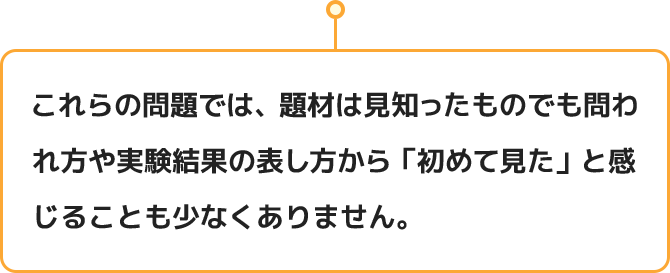 これらの問題では、題材は見知ったものでも問わ
れ方や実験結果の表し方から「初めて見た」と感
じることも少なくありません。